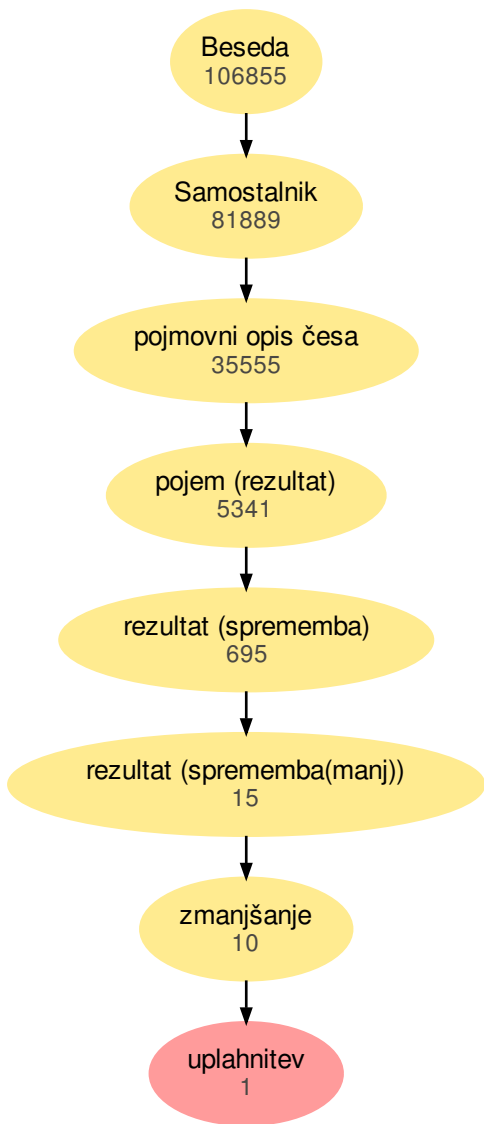 Beseda
106855
Samostalnik
81889
pojmovni opis česa
35555
pojem (rezultat)
5341
rezultat (sprememba)
695
rezultat (sprememba(manj))
15
zmanjšanje
10
uplahnitev
1